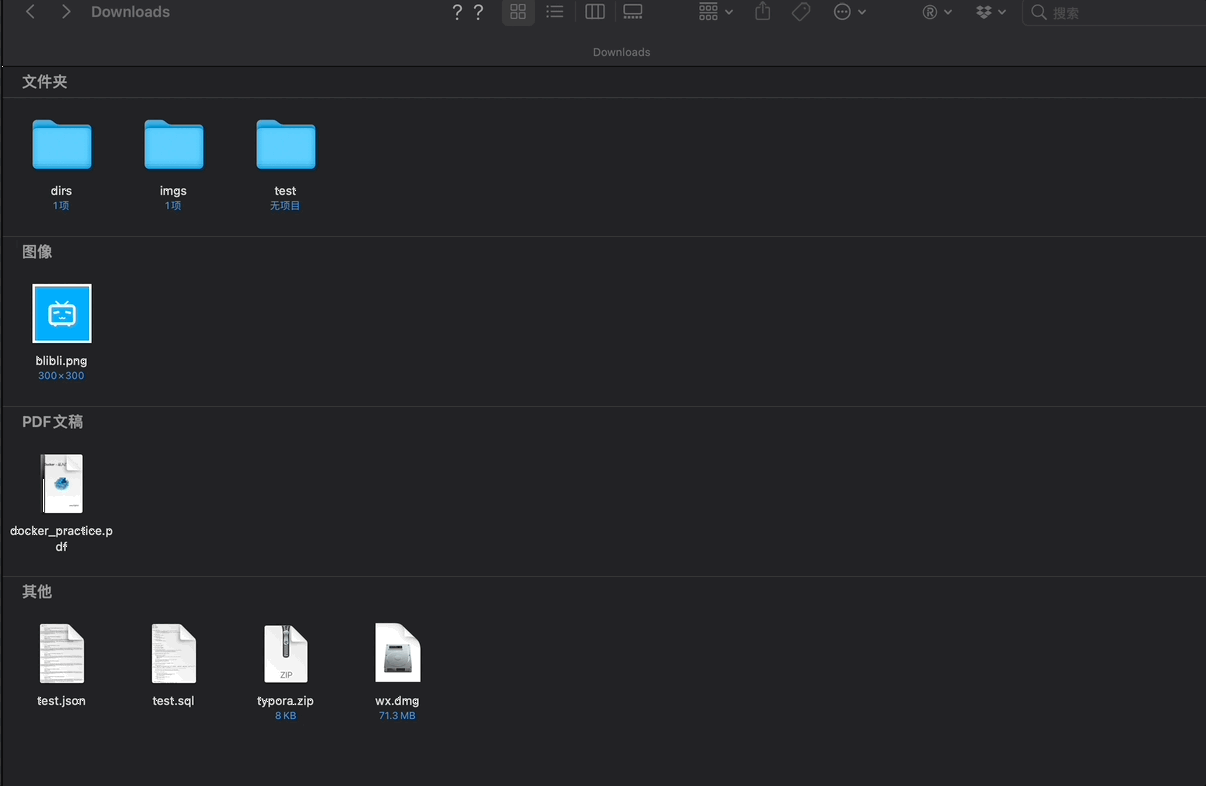 Downloads
? ?
搜索
Downloads
文件夹
dirs
imgs
test
1项
1项
无项目
图像
blibli.png
300×300
PDF文稿
docker_practice.p
df
其他
ZIP
test.json
test.sql
typora.zip
wx.dmg
8 KB
71.3 MB